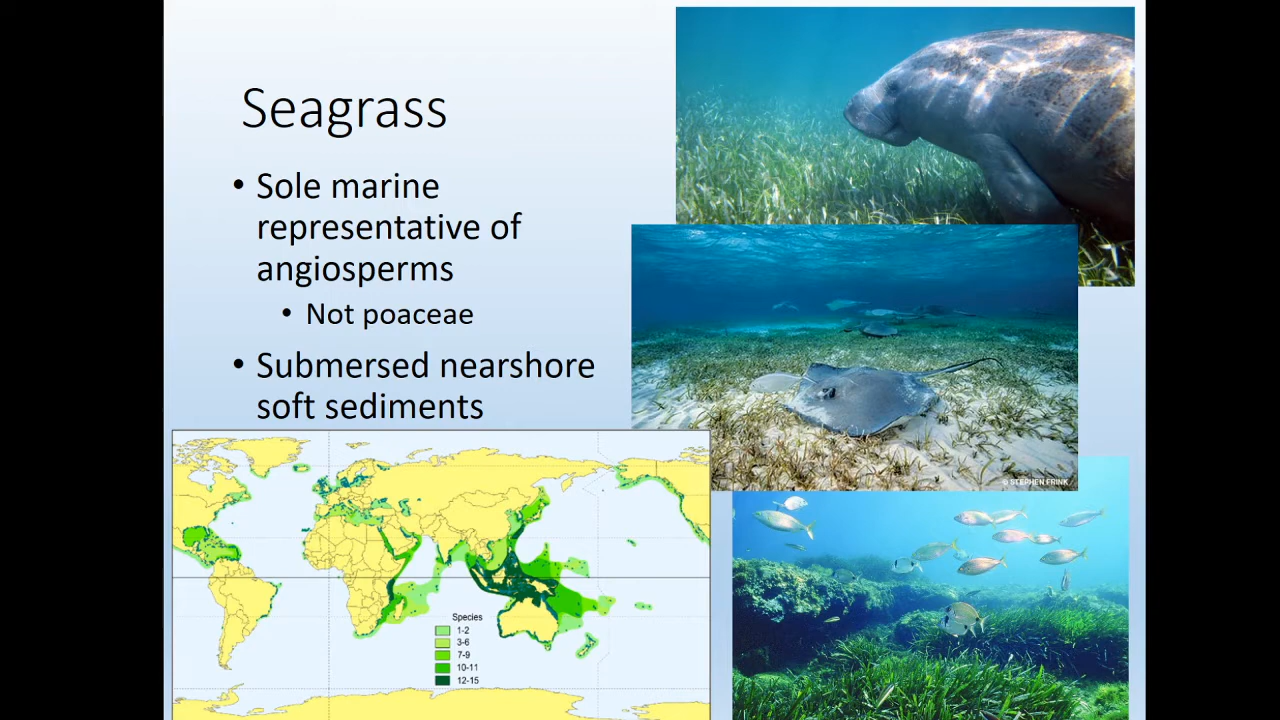 Seagrass
• Sole marine
representative of
angiosperms
• Not poaceae
• Submersed nearshore
soft sediments
© STEPHEN FRINK
Species
1-2
3-6
7-9
10-11
12-15